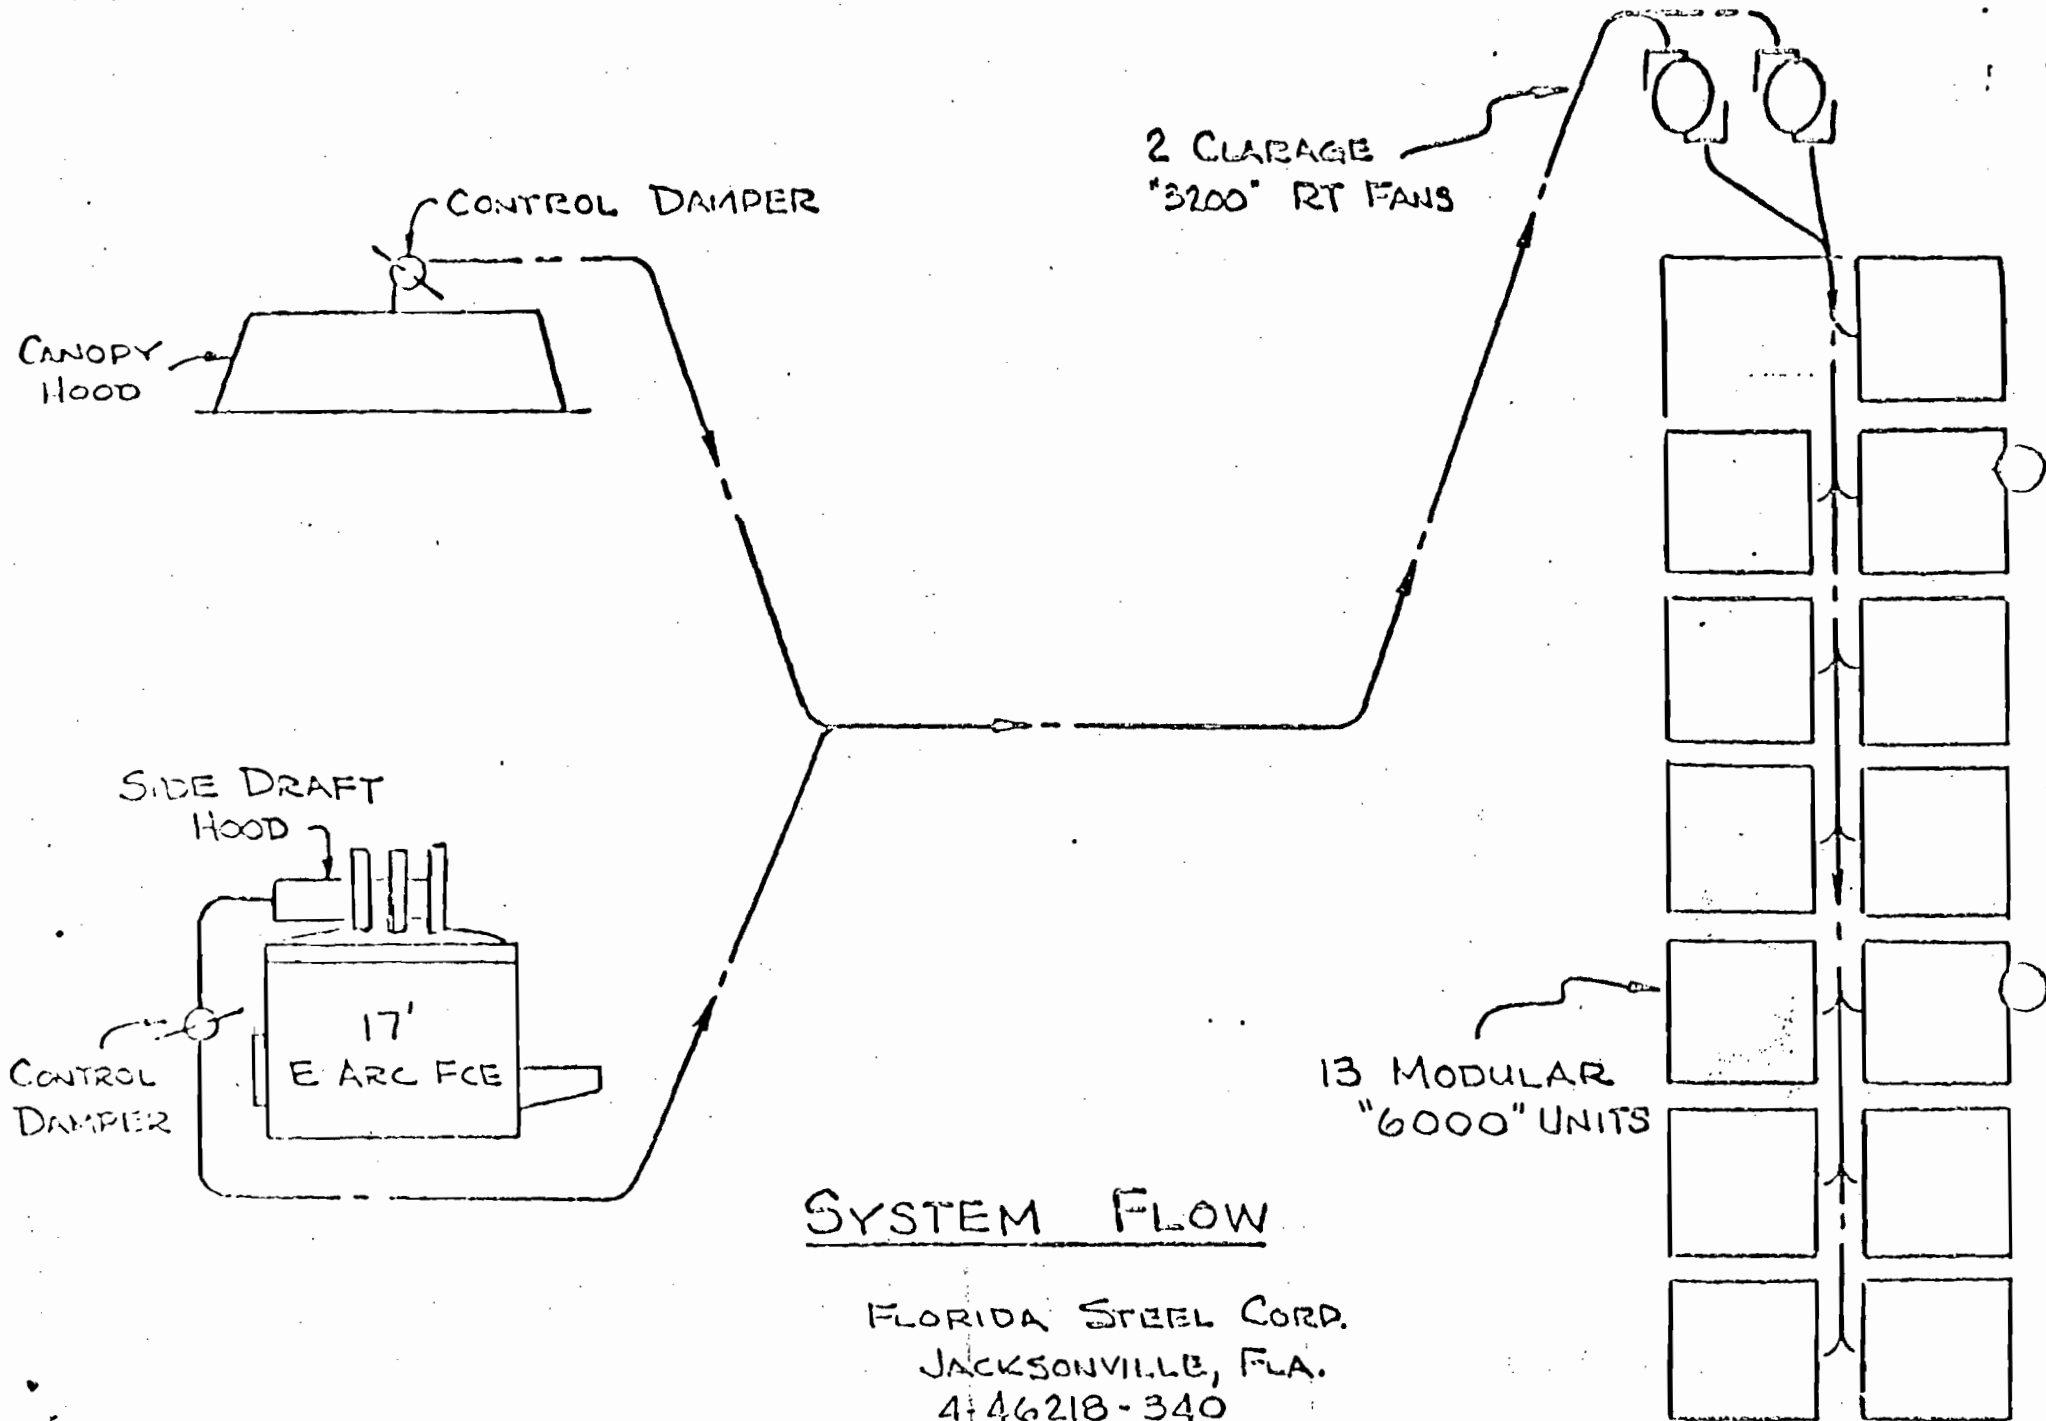 2 CLARAGE
"3200" RT FANS
CONTROL DAMPER
CANOPY
HOOD
SIDE DRAFT
HOOD
17'
E ARC FCE
CONTROL
DAMPER
13 MODULAR
"6000" UNITS
SYSTEM FLOW
FLORIDA STEEL CORP.
JACKSONVILLE, FLA.
4-46218-340